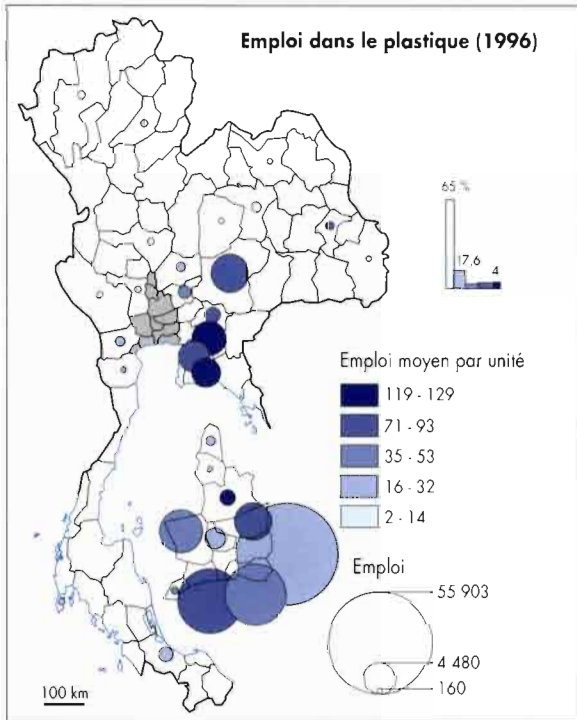 Emploi dans le plastique (1996)
65 %
17,6
4
Emploi moyen par unité
119 - 129
71 - 93
35 - 53
16 - 32
2 - 14
Emploi
55 903
4 480
160
100 km